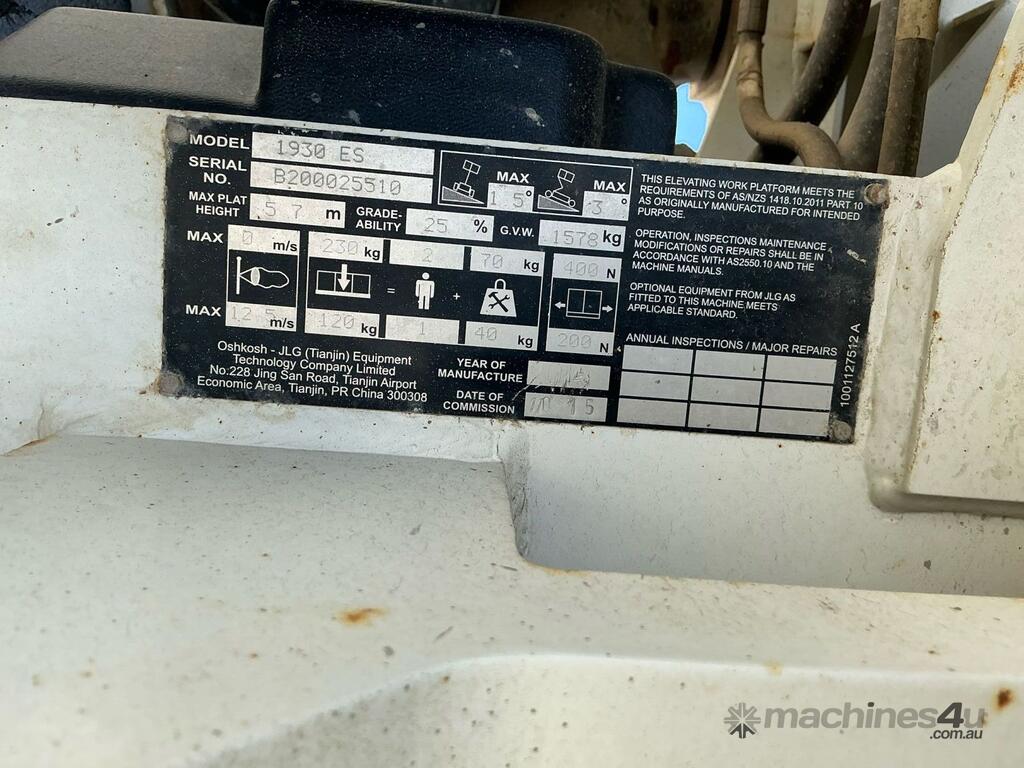 MODEL 1930 ES
SERIAL NO. B200025510
MAX PLAT HEIGHT 5 7 m GRADE-ABILITY 25 % G.V.W. 1578 kg
MAX 1.5° MAX 3°
MAX 0 m/s 230 kg 2 70 kg 400 N
= +
MAX 12 5 m/s 120 kg 1 40 kg 200 N
Oshkosh - JLG (Tianjin) Equipment
Technology Company Limited
No.228 Jing San Road, Tianjin Airport
Economic Area, Tianjin, PR China 300308
YEAR OF
MANUFACTURE
DATE OF
COMMISSION 15
THIS ELEVATING WORK PLATFORM MEETS THE
REQUIREMENTS OF AS/NZS 1418.10.2011 PART 10
AS ORIGINALLY MANUFACTURED FOR INTENDED
PURPOSE.
OPERATION, INSPECTIONS MAINTENANCE,
MODIFICATIONS OR REPAIRS SHALL BE IN
ACCORDANCE WITH AS2550.10 AND THE
MACHINE MANUALS.
OPTIONAL EQUIPMENT FROM JLG AS
FITTED TO THIS MACHINE MEETS
APPLICABLE STANDARD.
ANNUAL INSPECTIONS / MAJOR REPAIRS
1001127512 A
machines4u
.com.au